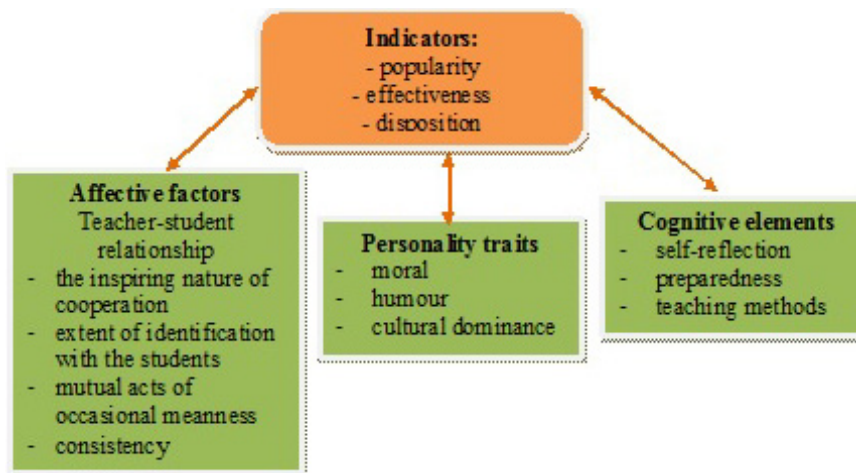 Indicators:
- popularity
- effectiveness
- disposition
Affective factors
Teacher-student
relationship
- the inspiring nature of
cooperation
- extent of identification
with the students
- mutual acts of
occasional meanness
- consistency
Personality traits
- moral
- humour
- cultural dominance
Cognitive elements
- self-reflection
- preparedness
- teaching methods